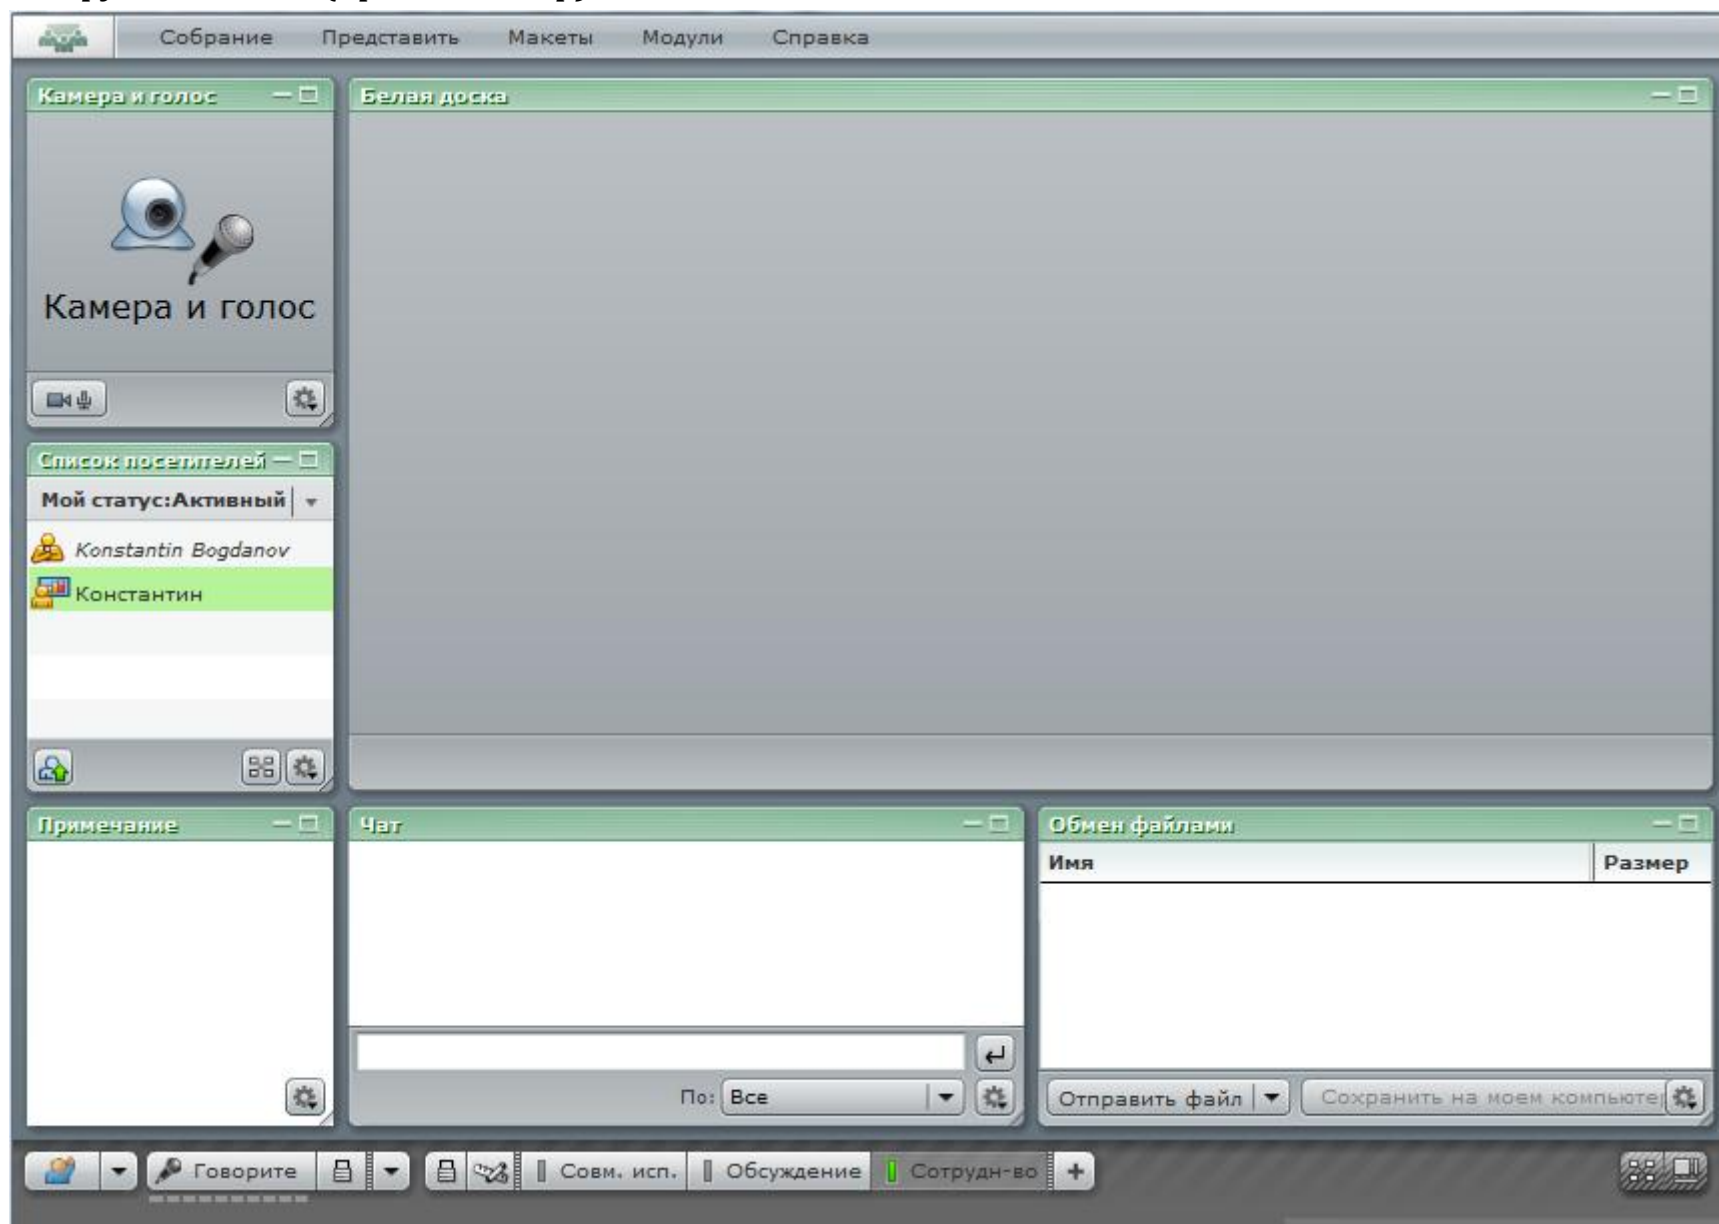 Собрание Представить Макеты Модули Справка
Камера и голос
Белая доска
Камера и голос
Список посетителей
Мой статус:Активный
Konstantin Bogdanov
Константин
Примечание
Чат
По: Все
Обмен файлами
Имя Размер
Отправить файл Сохранить на моем компьютер
Говорите Совм. исп. Обсуждение Сотрудн-во +